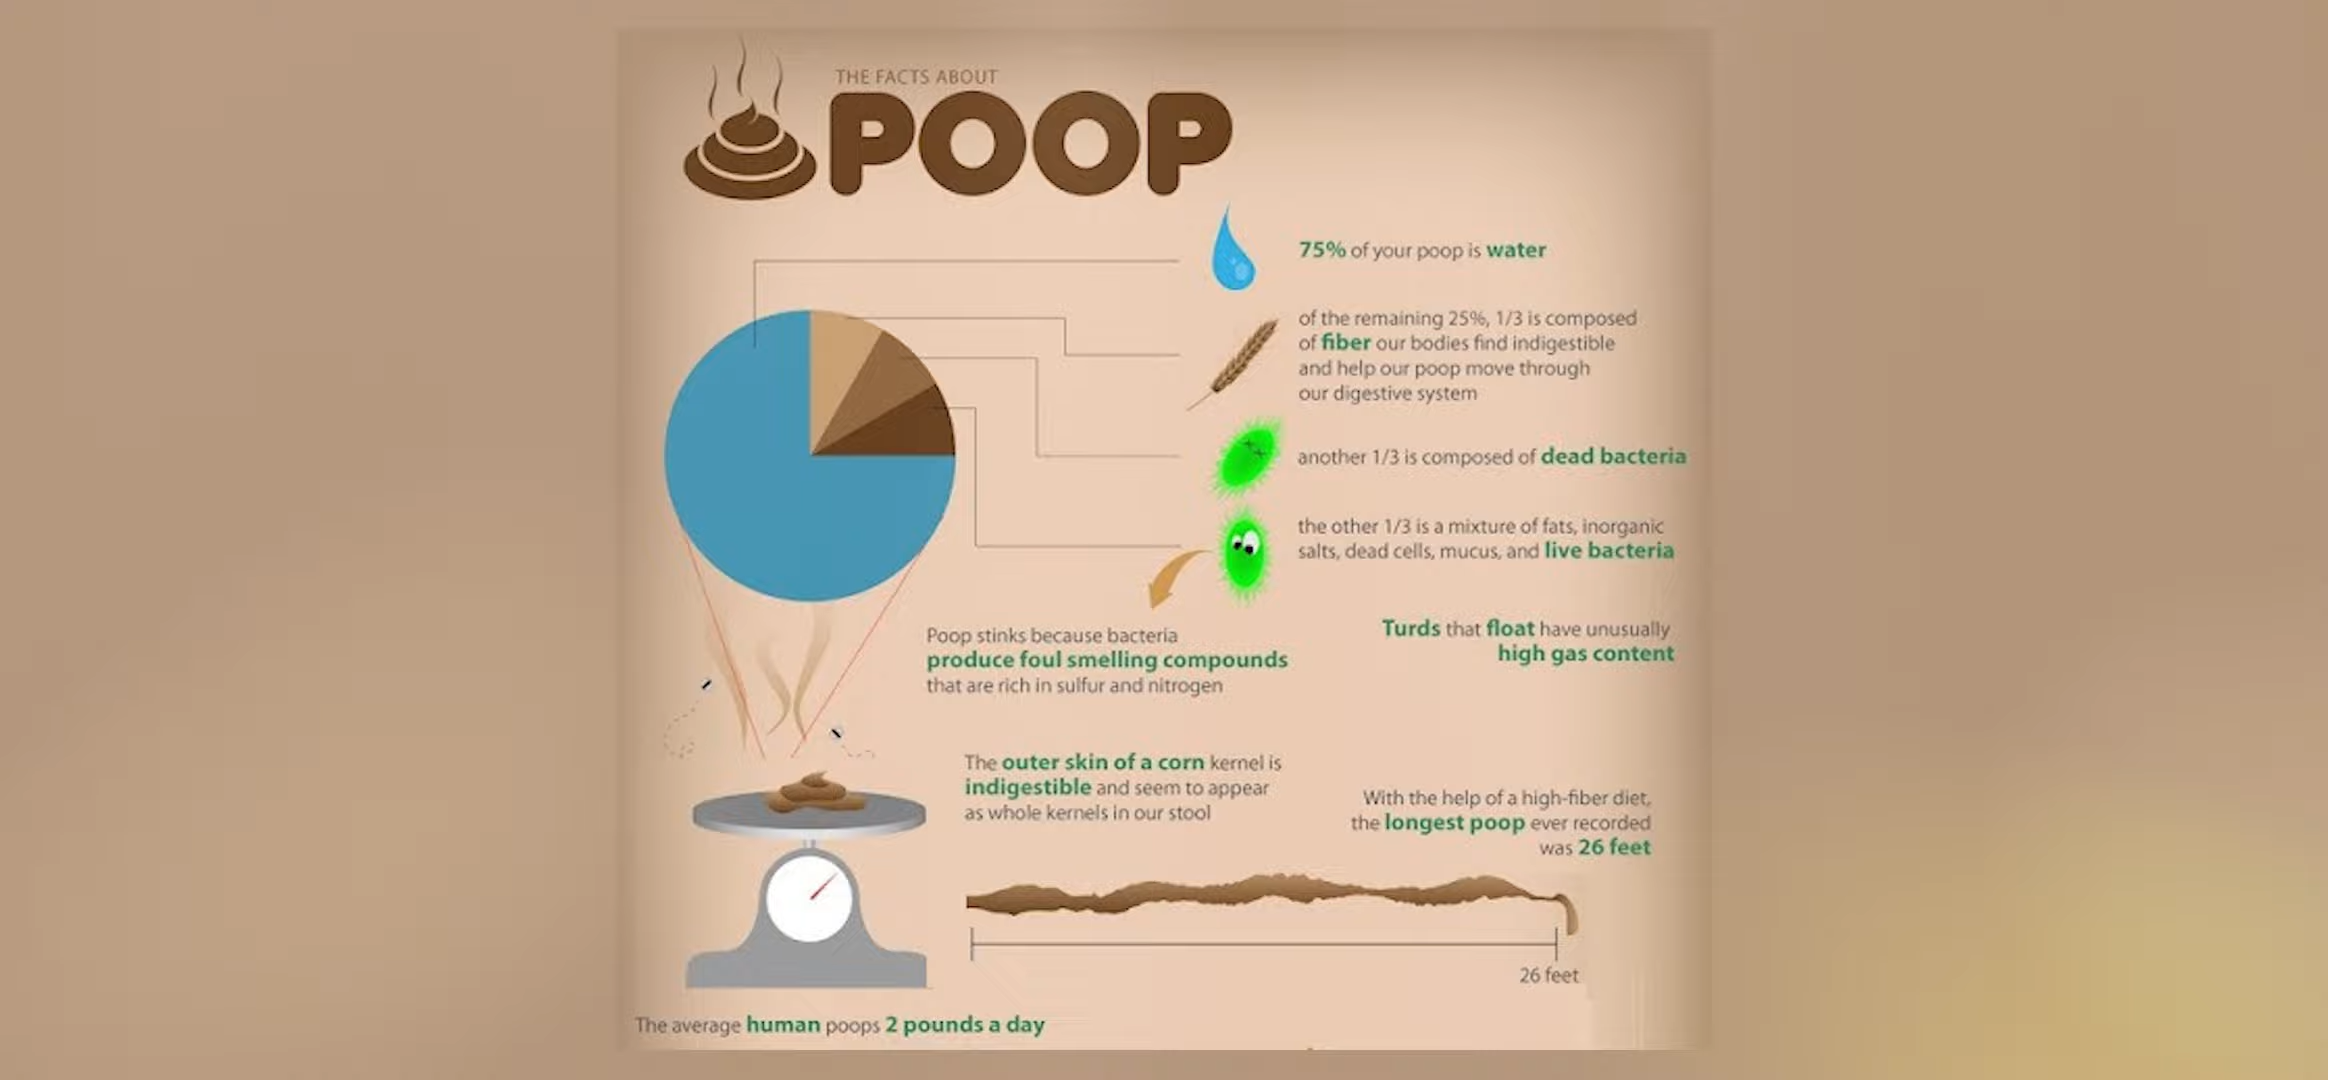 THE FACTS ABOUT
POOP
75% of your poop is water
of the remaining 25%, 1/3 is composed
of fiber our bodies find indigestible
and help our poop move through
our digestive system
another 1/3 is composed of dead bacteria
the other 1/3 is a mixture of fats, inorganic
salts, dead cells, mucus, and live bacteria
Poop stinks because bacteria
produce foul smelling compounds
that are rich in sulfur and nitrogen
Turds that float have unusually
high gas content
The outer skin of a corn kernel is
indigestible and seem to appear
as whole kernels in our stool
With the help of a high-fiber diet,
the longest poop ever recorded
was 26 feet
26 feet
The average human poops 2 pounds a day